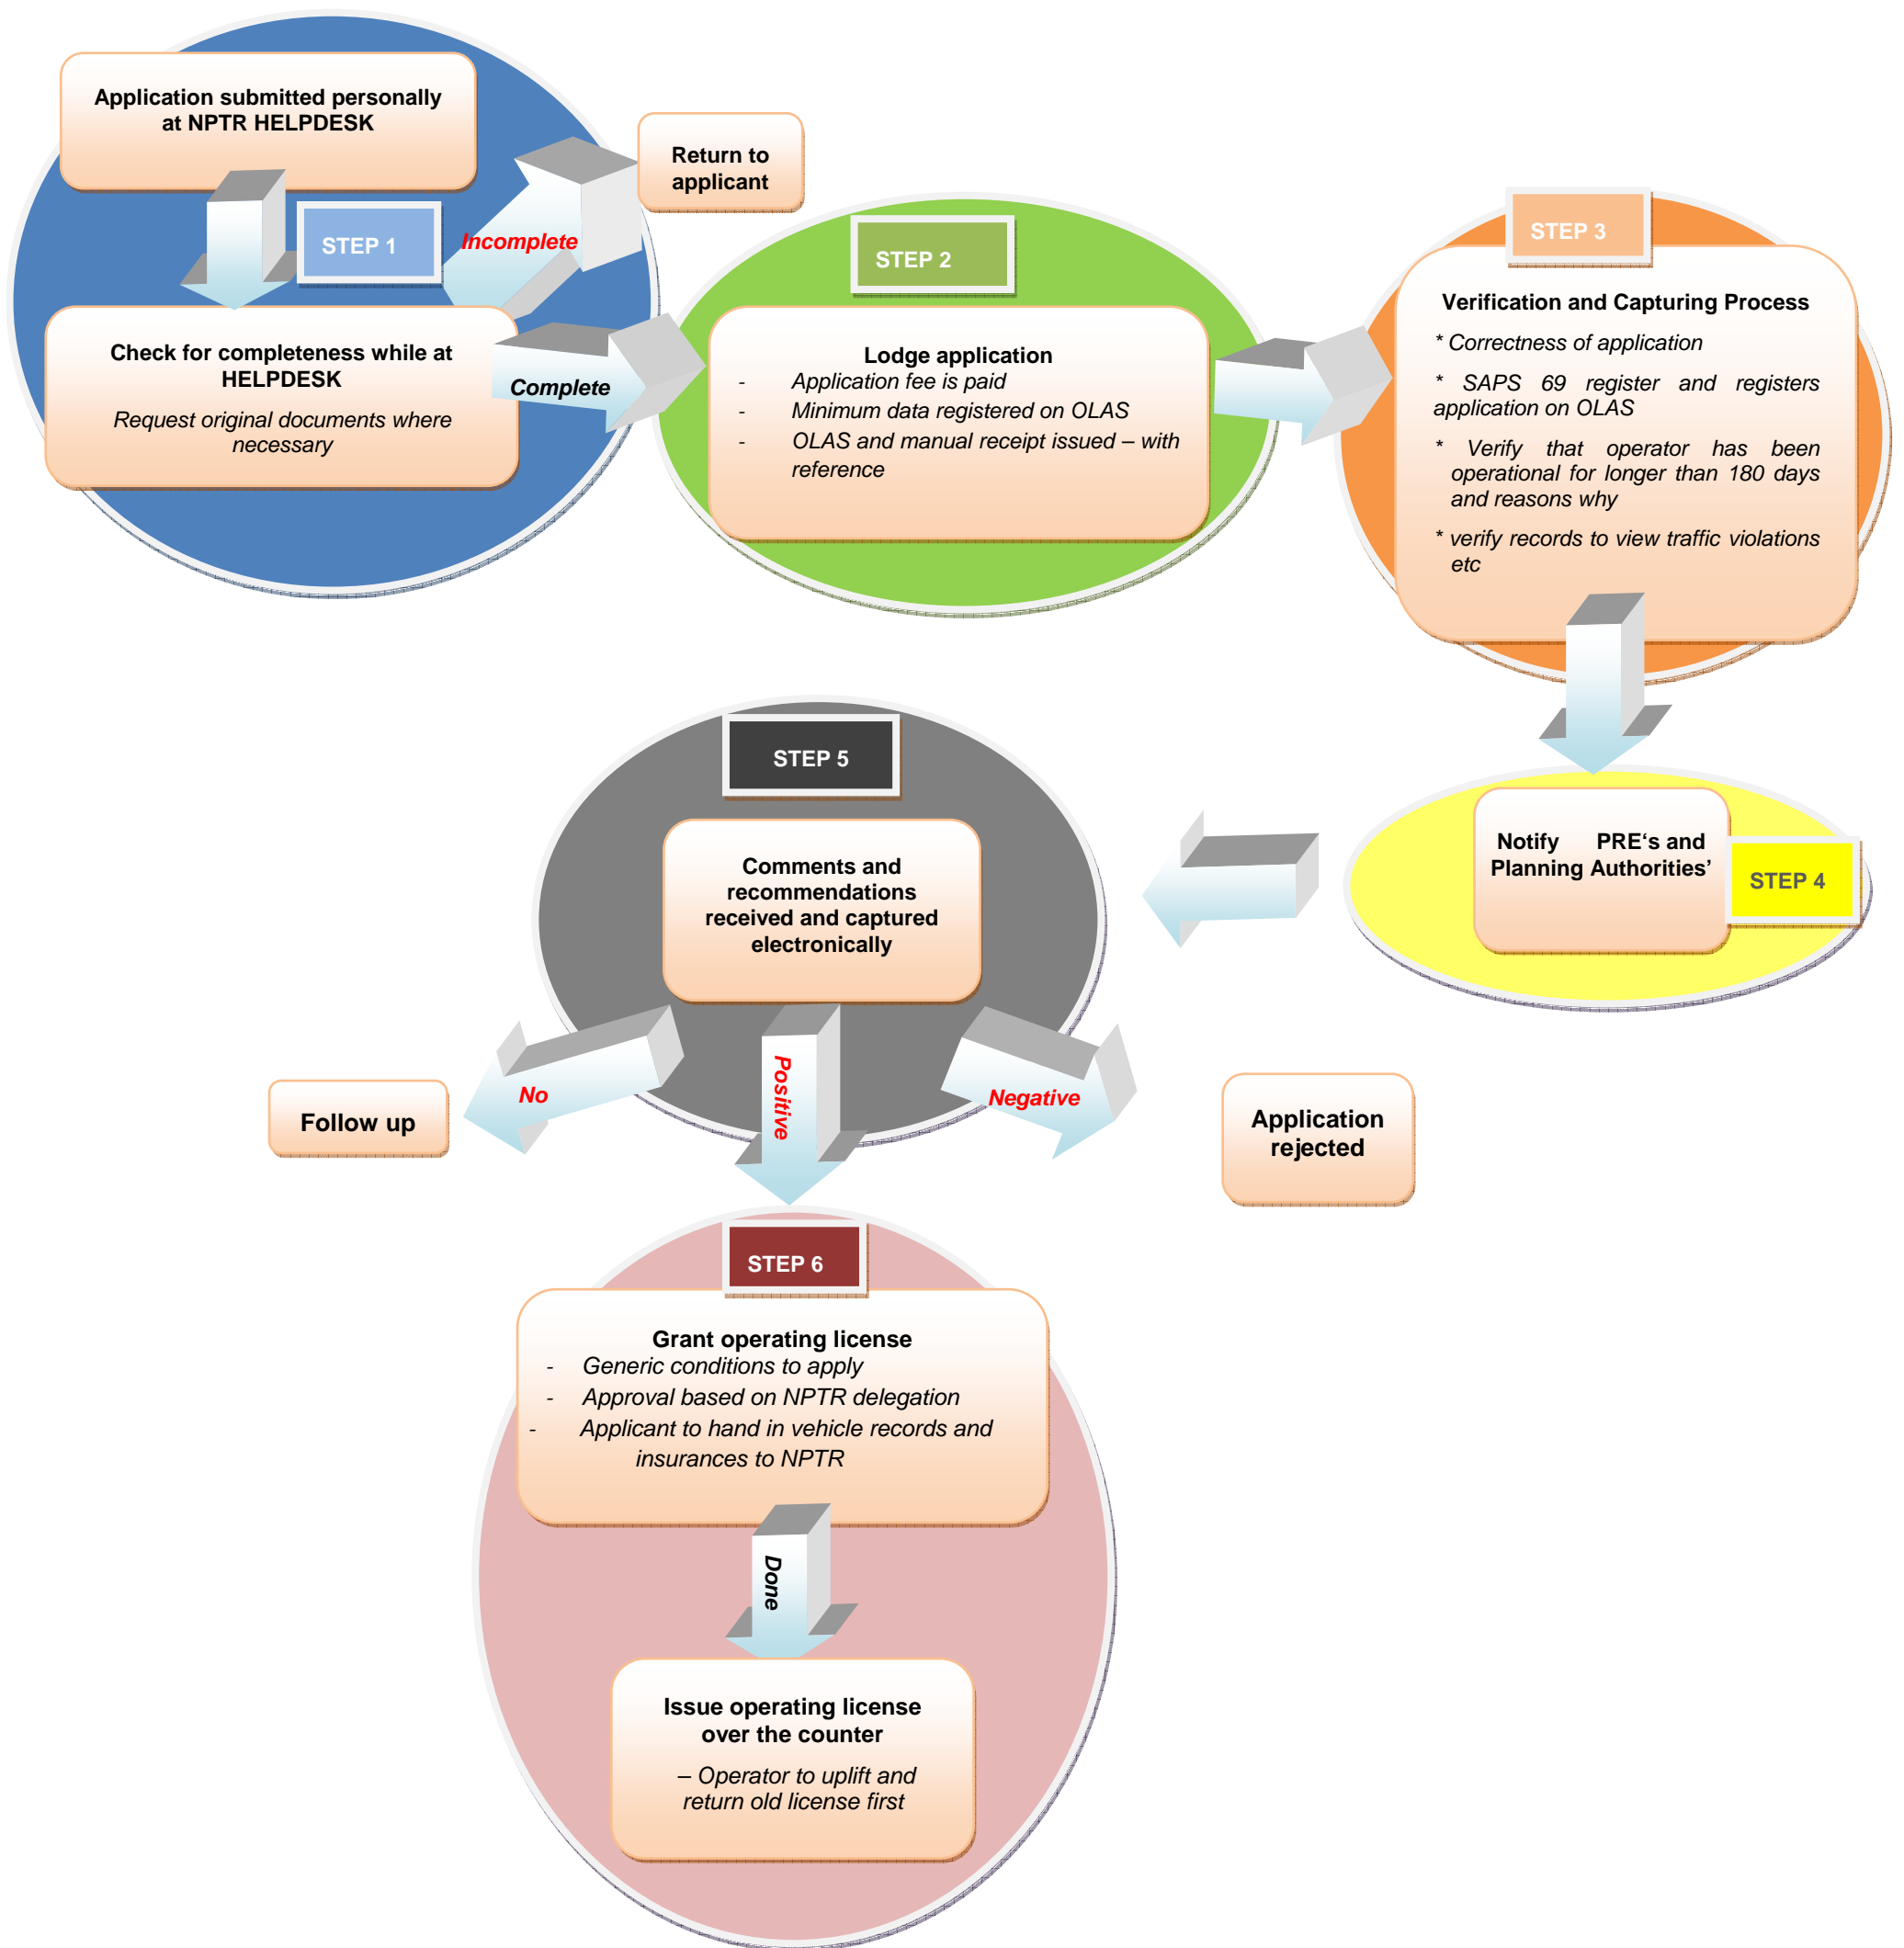 Application submitted personally
at NPTR HELPDESK
STEP 1
Incomplete
Return to
applicant
Check for completeness while at
HELPDESK
Request original documents where
necessary
Complete
STEP 2
Lodge application
- Application fee is paid
- Minimum data registered on OLAS
- OLAS and manual receipt issued – with
reference
STEP 3
Verification and Capturing Process
* Correctness of application
* SAPS 69 register and registers
application on OLAS
* Verify that operator has been
operational for longer than 180 days
and reasons why
* verify records to view traffic violations
etc
Notify PRE‘s and
Planning Authorities’
STEP 4
STEP 5
Comments and
recommendations
received and captured
electronically
No
Positive
Negative
Follow up
Application
rejected
STEP 6
Grant operating license
- Generic conditions to apply
- Approval based on NPTR delegation
- Applicant to hand in vehicle records and
insurances to NPTR
Done
Issue operating license
over the counter
– Operator to uplift and
return old license first